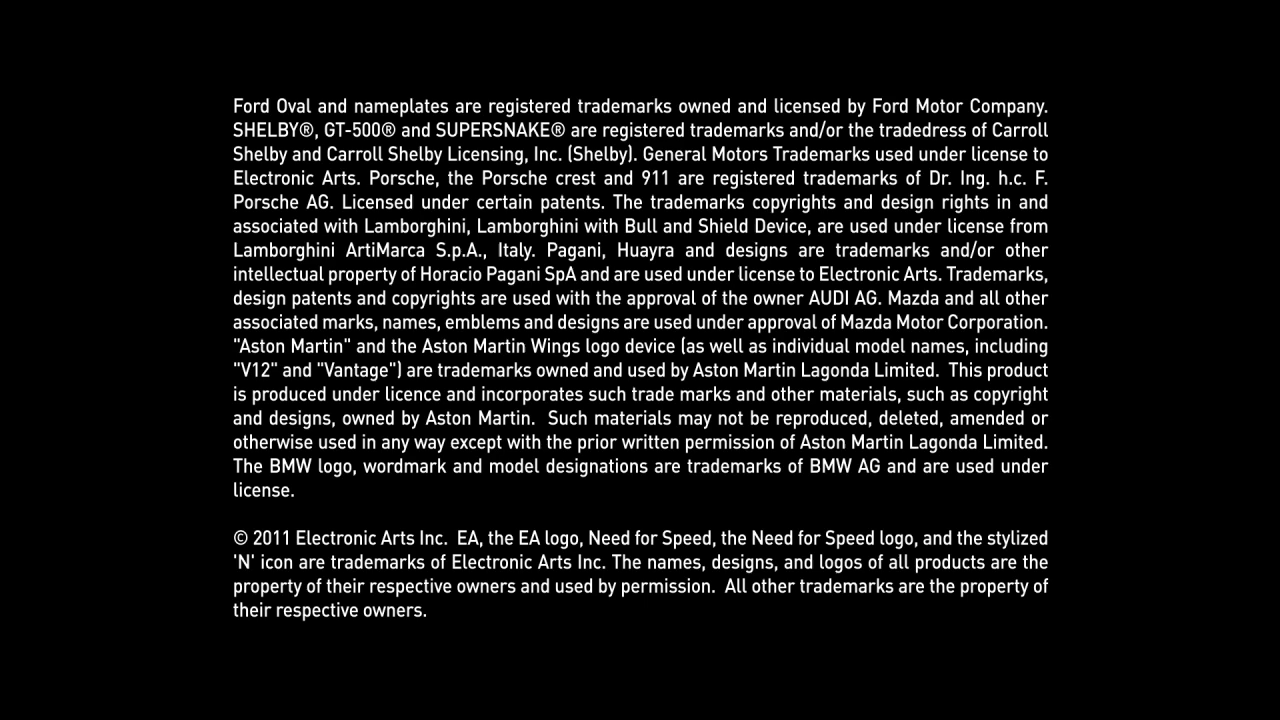 Ford Oval and nameplates are registered trademarks owned and licensed by Ford Motor Company.
SHELBY®, GT-500® and SUPERSNAKE® are registered trademarks and/or the tradedress of Carroll
Shelby and Carroll Shelby Licensing, Inc. (Shelby). General Motors Trademarks used under license to
Electronic Arts. Porsche, the Porsche crest and 911 are registered trademarks of Dr. Ing. h.c. F.
Porsche AG. Licensed under certain patents. The trademarks copyrights and design rights in and
associated with Lamborghini, Lamborghini with Bull and Shield Device, are used under license from
Lamborghini ArtiMarca S.p.A., Italy. Pagani, Huayra and designs are trademarks and/or other
intellectual property of Horacio Pagani SpA and are used under license to Electronic Arts. Trademarks,
design patents and copyrights are used with the approval of the owner AUDI AG. Mazda and all other
associated marks, names, emblems and designs are used under approval of Mazda Motor Corporation.
"Aston Martin" and the Aston Martin Wings logo device (as well as individual model names, including
"V12" and "Vantage") are trademarks owned and used by Aston Martin Lagonda Limited.  This product
is produced under licence and incorporates such trade marks and other materials, such as copyright
and designs, owned by Aston Martin.  Such materials may not be reproduced, deleted, amended or
otherwise used in any way except with the prior written permission of Aston Martin Lagonda Limited.
The BMW logo, wordmark and model designations are trademarks of BMW AG and are used under
license.
© 2011 Electronic Arts Inc.  EA, the EA logo, Need for Speed, the Need for Speed logo, and the stylized
'N' icon are trademarks of Electronic Arts Inc. The names, designs, and logos of all products are the
property of their respective owners and used by permission.  All other trademarks are the property of
their respective owners.